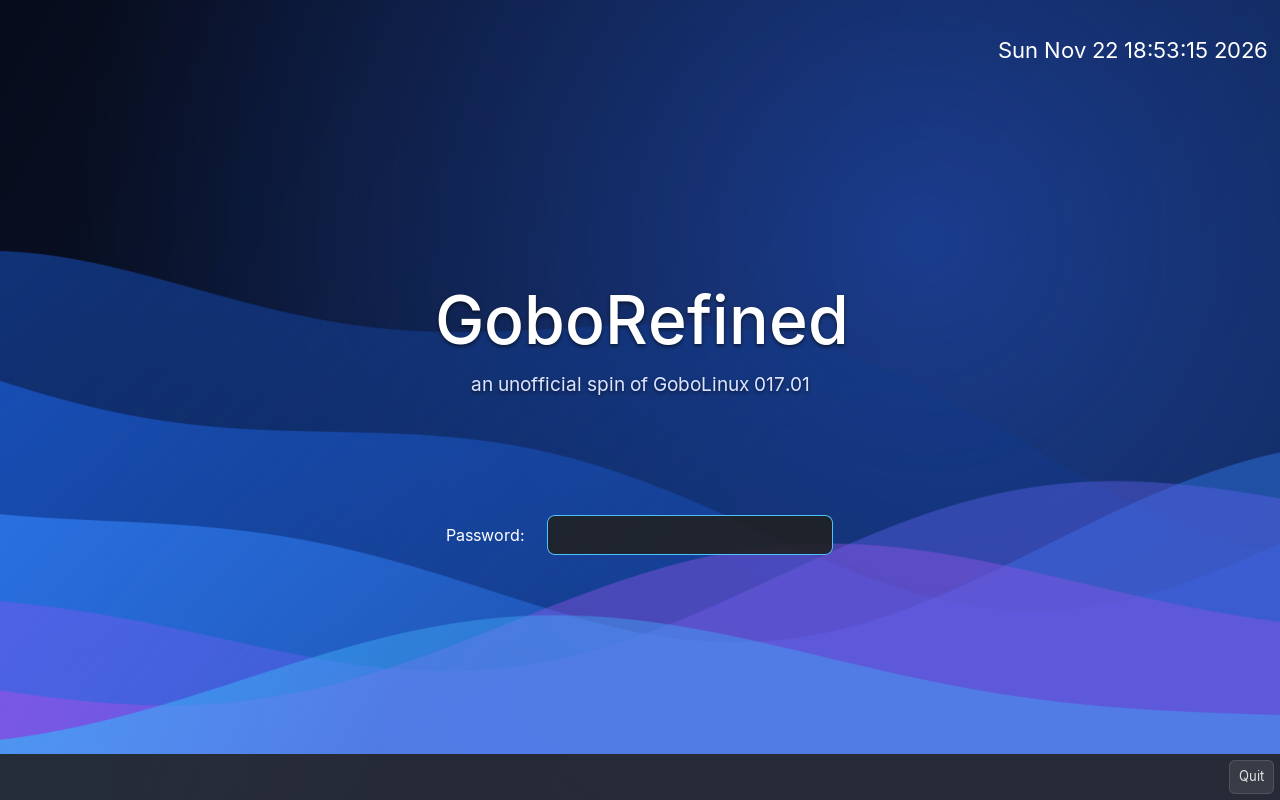 Sun Nov 22 18:53:15 2026
GoboRefined
an unofficial spin of GoboLinux 017.01
Password:
Quit